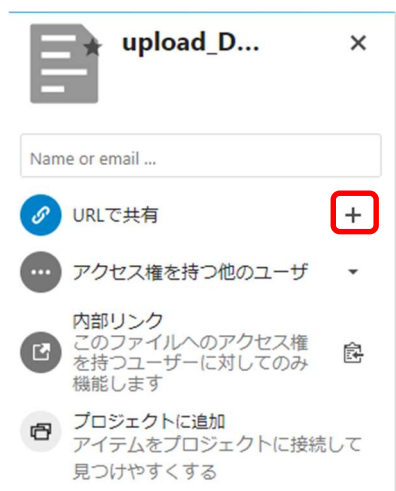 upload_D...
Name or email ...
URLで共有
アクセス権を持つ他のユーザ
内部リンク
このファイルへのアクセス権
を持つユーザーに対してのみ
機能します
プロジェクトに追加
アイテムをプロジェクトに接続して
見つけやすくする